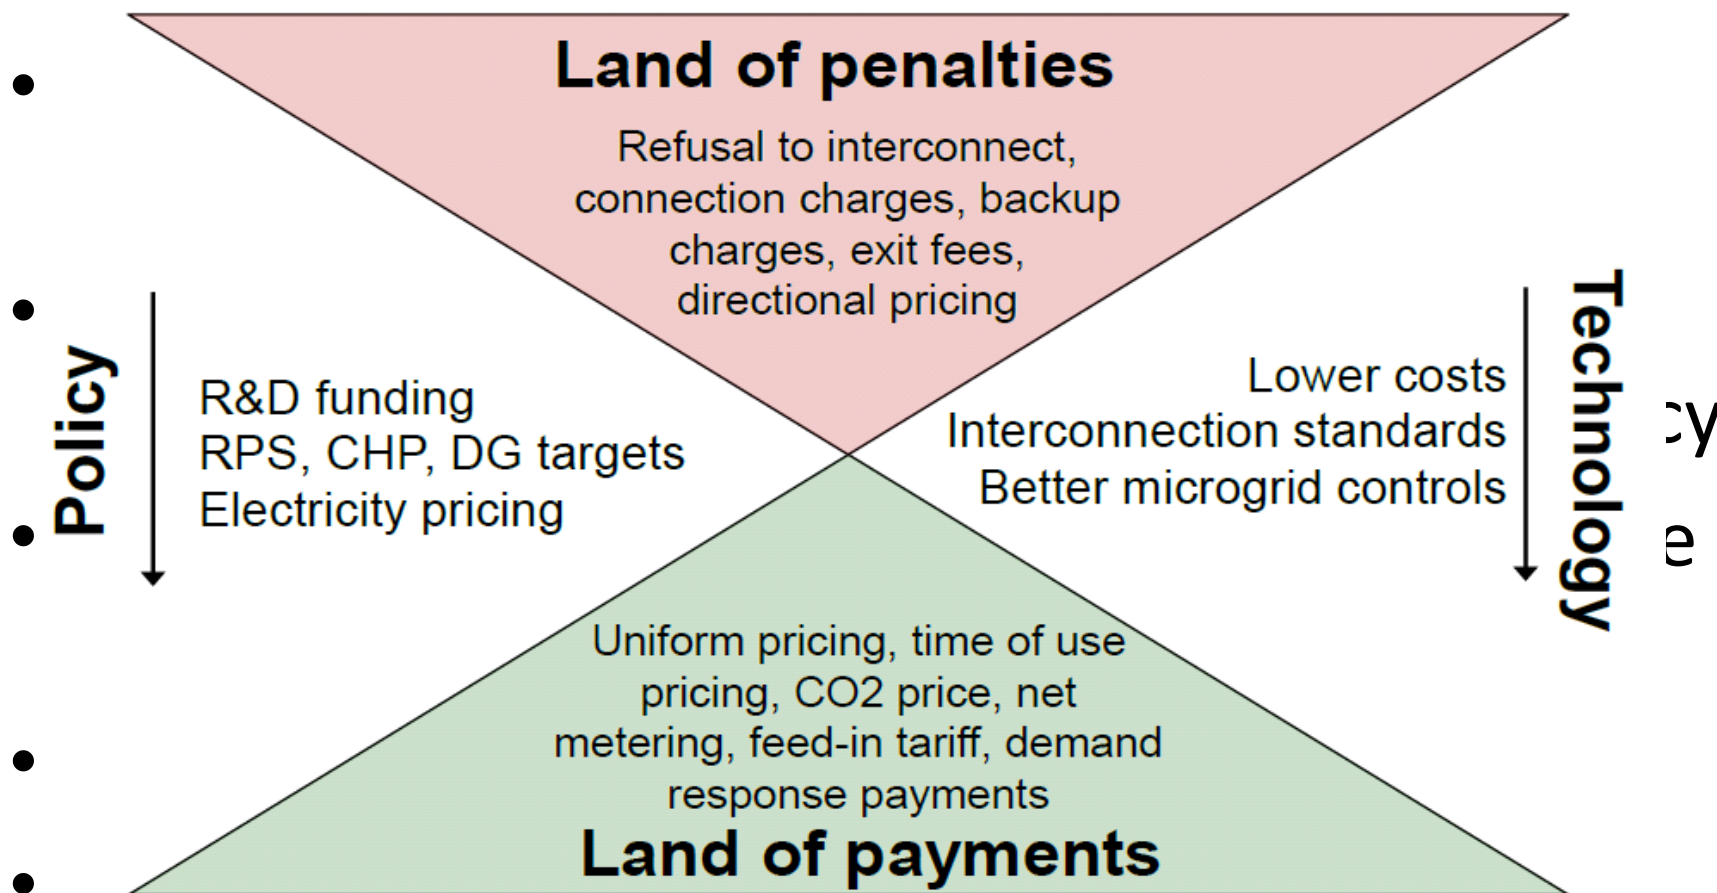 Land of penalties
Refusal to interconnect,
connection charges, backup
charges, exit fees,
directional pricing
Policy
R&D funding
RPS, CHP, DG targets
Electricity pricing
Lower costs
Interconnection standards
Better microgrid controls
Technology
Uniform pricing, time of use
pricing, CO2 price, net
metering, feed-in tariff, demand
response payments
Land of payments